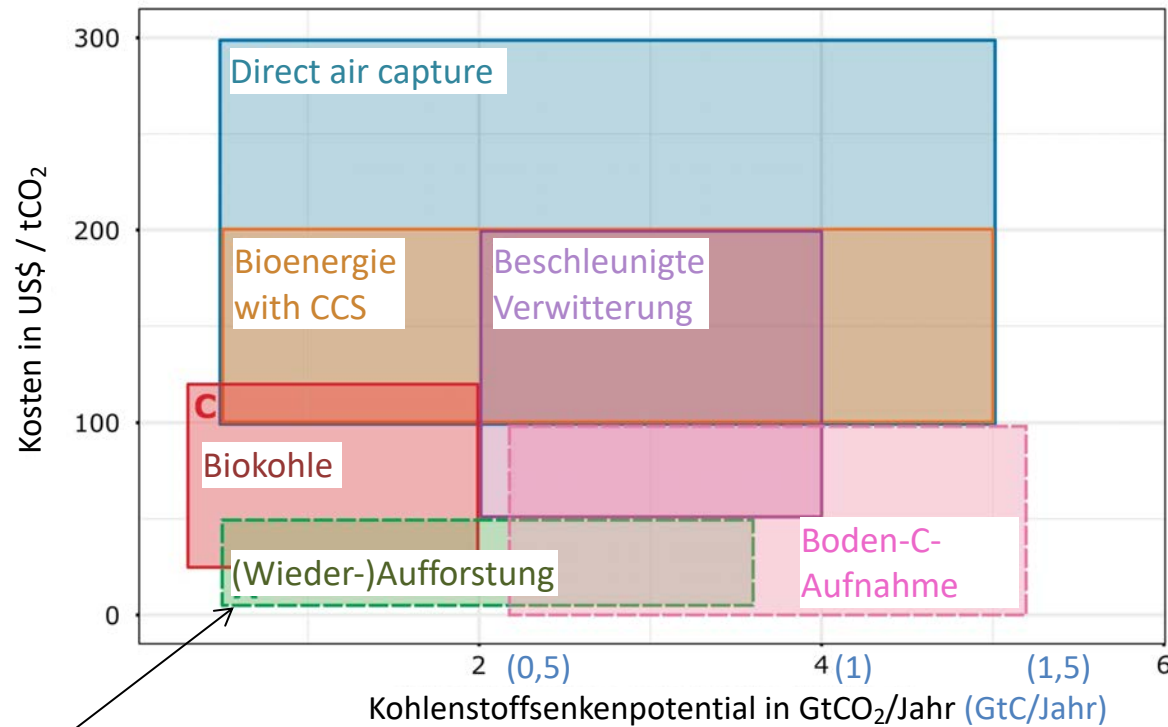 300
Direct air capture
Kosten in US$ / tCO₂
200
Bioenergie
with CCS
Beschleunigte
Verwitterung
C
100
Biokohle
Boden-C-
Aufnahme
(Wieder-)Aufforstung
0
2 (0,5) 4 (1) (1,5) 6
Kohlenstoffsenkenpotential in GtCO₂/Jahr (GtC/Jahr)